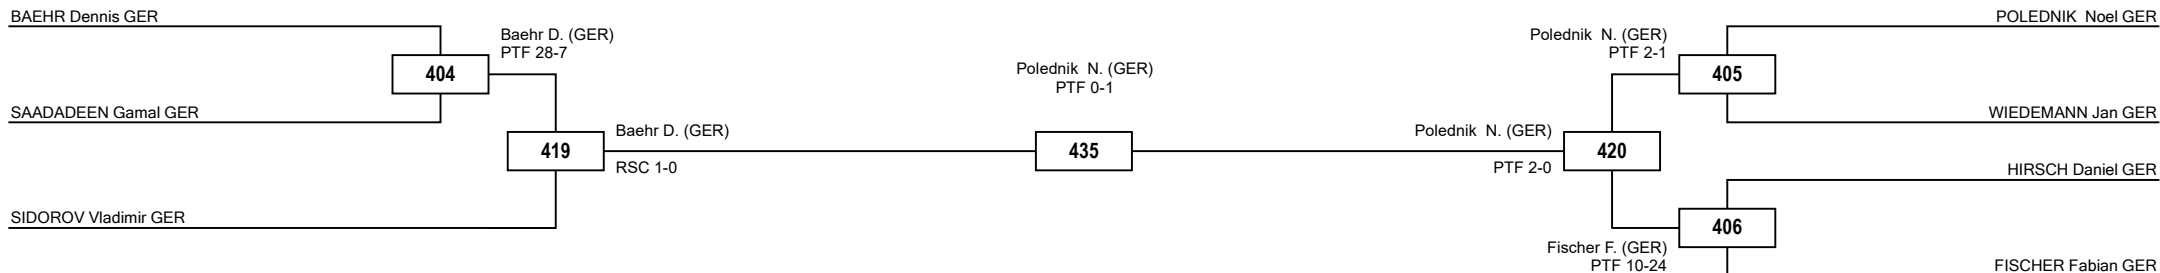 BAEHR Dennis GER
POLEDNIK  Noel GER
Baehr D. (GER)
PTF 28-7
Polednik  N. (GER)
PTF 2-1
404
Polednik  N. (GER)
PTF 0-1
405
SAADADEEN Gamal GER
WIEDEMANN Jan GER
419
Baehr D. (GER)
RSC 1-0
435
Polednik  N. (GER)
PTF 2-0
420
HIRSCH Daniel GER
SIDOROV Vladimir GER
406
Fischer F. (GER)
PTF 10-24
FISCHER Fabian GER